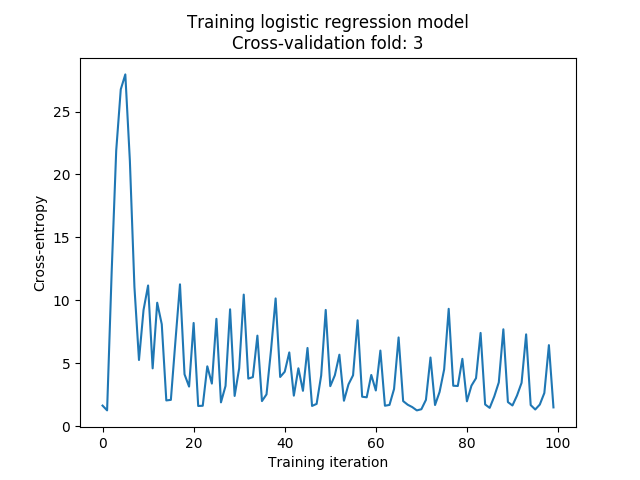 Training logistic regression model
Cross-validation fold: 3
Cross-entropy
25
20
15
10
5
0
0 20 40 60 80 100
Training iteration